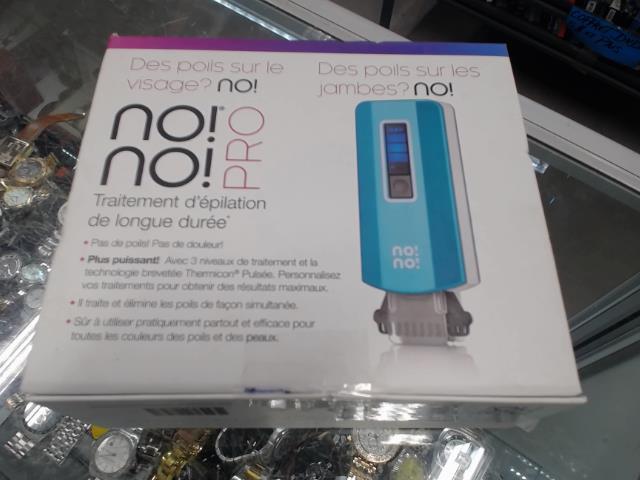 Des poils sur le
visage? no!
Des poils sur les
jambes? no!
no!®
no! PRO
Traitement d'épilation
de longue durée*
• Pas de poils! Pas de douleur!
• Plus puissant! Avec 3 niveaux de traitement et la
technologie brevetée Thermicon® Pulsée. Personnalisez
vos traitements pour obtenir des résultats maximaux.
• Il traite et élimine les poils de façon simultanée.
• Sûr à utiliser pratiquement partout et efficace pour
toutes les couleurs des poils et des peaux.
no!
no!